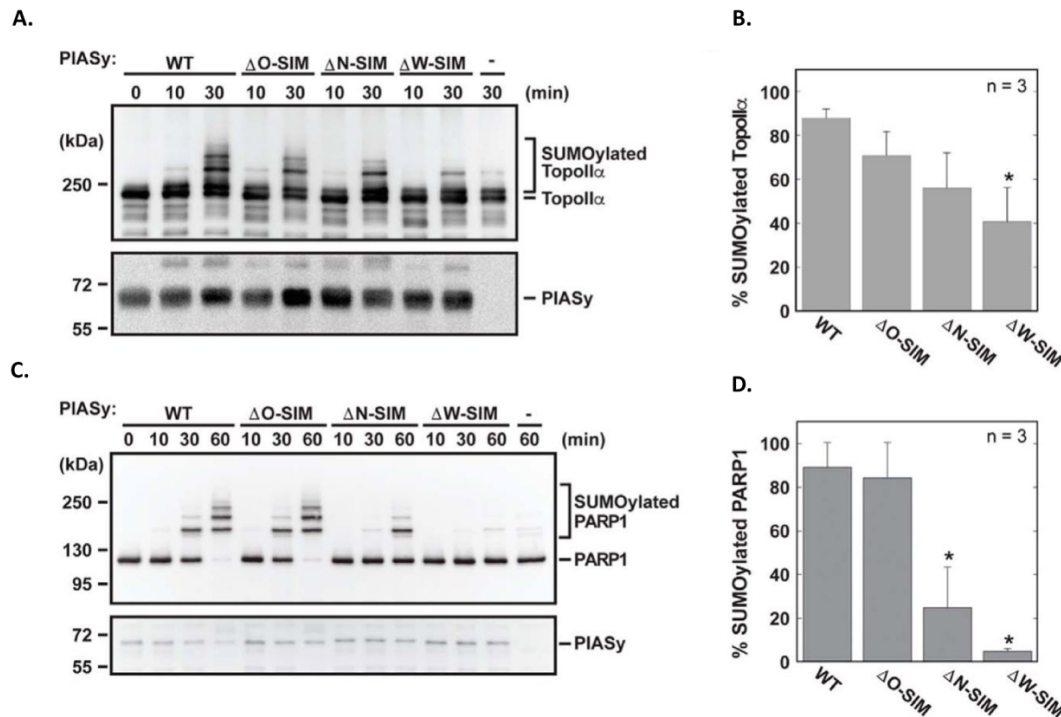 A.
PIASy: WT ΔO-SIM ΔN-SIM ΔW-SIM -
0 10 30 10 30 10 30 10 30 30 (min)
(kDa)
250
SUMOylated
TopoIIα
TopoIIα
72
55
PIASy
B.
% SUMOylated TopoIIα
100
80
60
40
20
0
n = 3
*
WT ΔO-SIM ΔN-SIM ΔW-SIM
C.
PIASy: WT ΔO-SIM ΔN-SIM ΔW-SIM -
0 10 30 60 10 30 60 10 30 60 10 30 60 60 (min)
(kDa)
250
130
95
SUMOylated
PARP1
PARP1
72
55
PIASy
D.
% SUMOylated PARP1
100
80
60
40
20
0
n = 3
*
*
WT ΔO-SIM ΔN-SIM ΔW-SIM